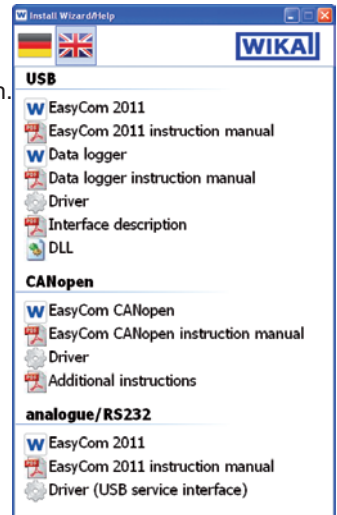 Install Wizard/Help
WIKAI
n.
USB
EasyCom 2011
EasyCom 2011 instruction manual
Data logger
Data logger instruction manual
Driver
Interface description
DLL
CANopen
EasyCom CANopen
EasyCom CANopen instruction manual
Driver
Additional instructions
analogue/RS232
EasyCom 2011
EasyCom 2011 instruction manual
Driver (USB service interface)